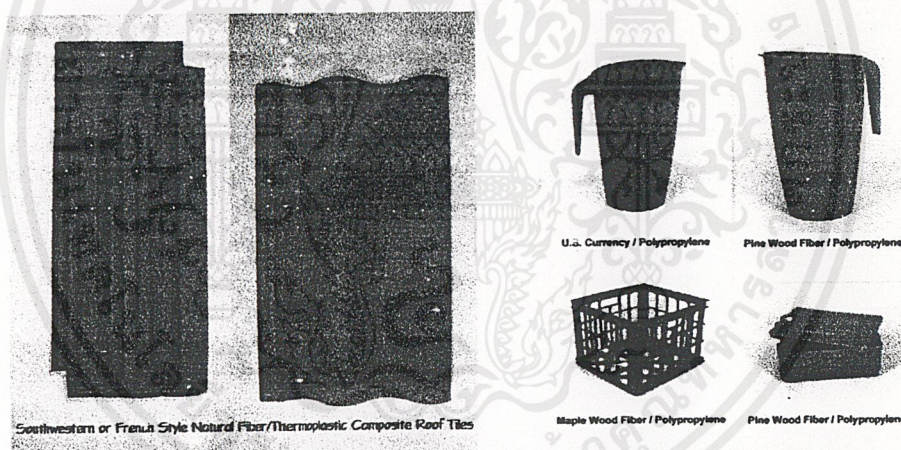 Southwestern or French Style Natural Fiber/Thermoplastic Composite Roof Tiles
U.S. Currency / Polypropylene
Pine Wood Fiber / Polypropylene
Maple Wood Fiber / Polypropylene
Pine Wood Fiber / Polypropylene